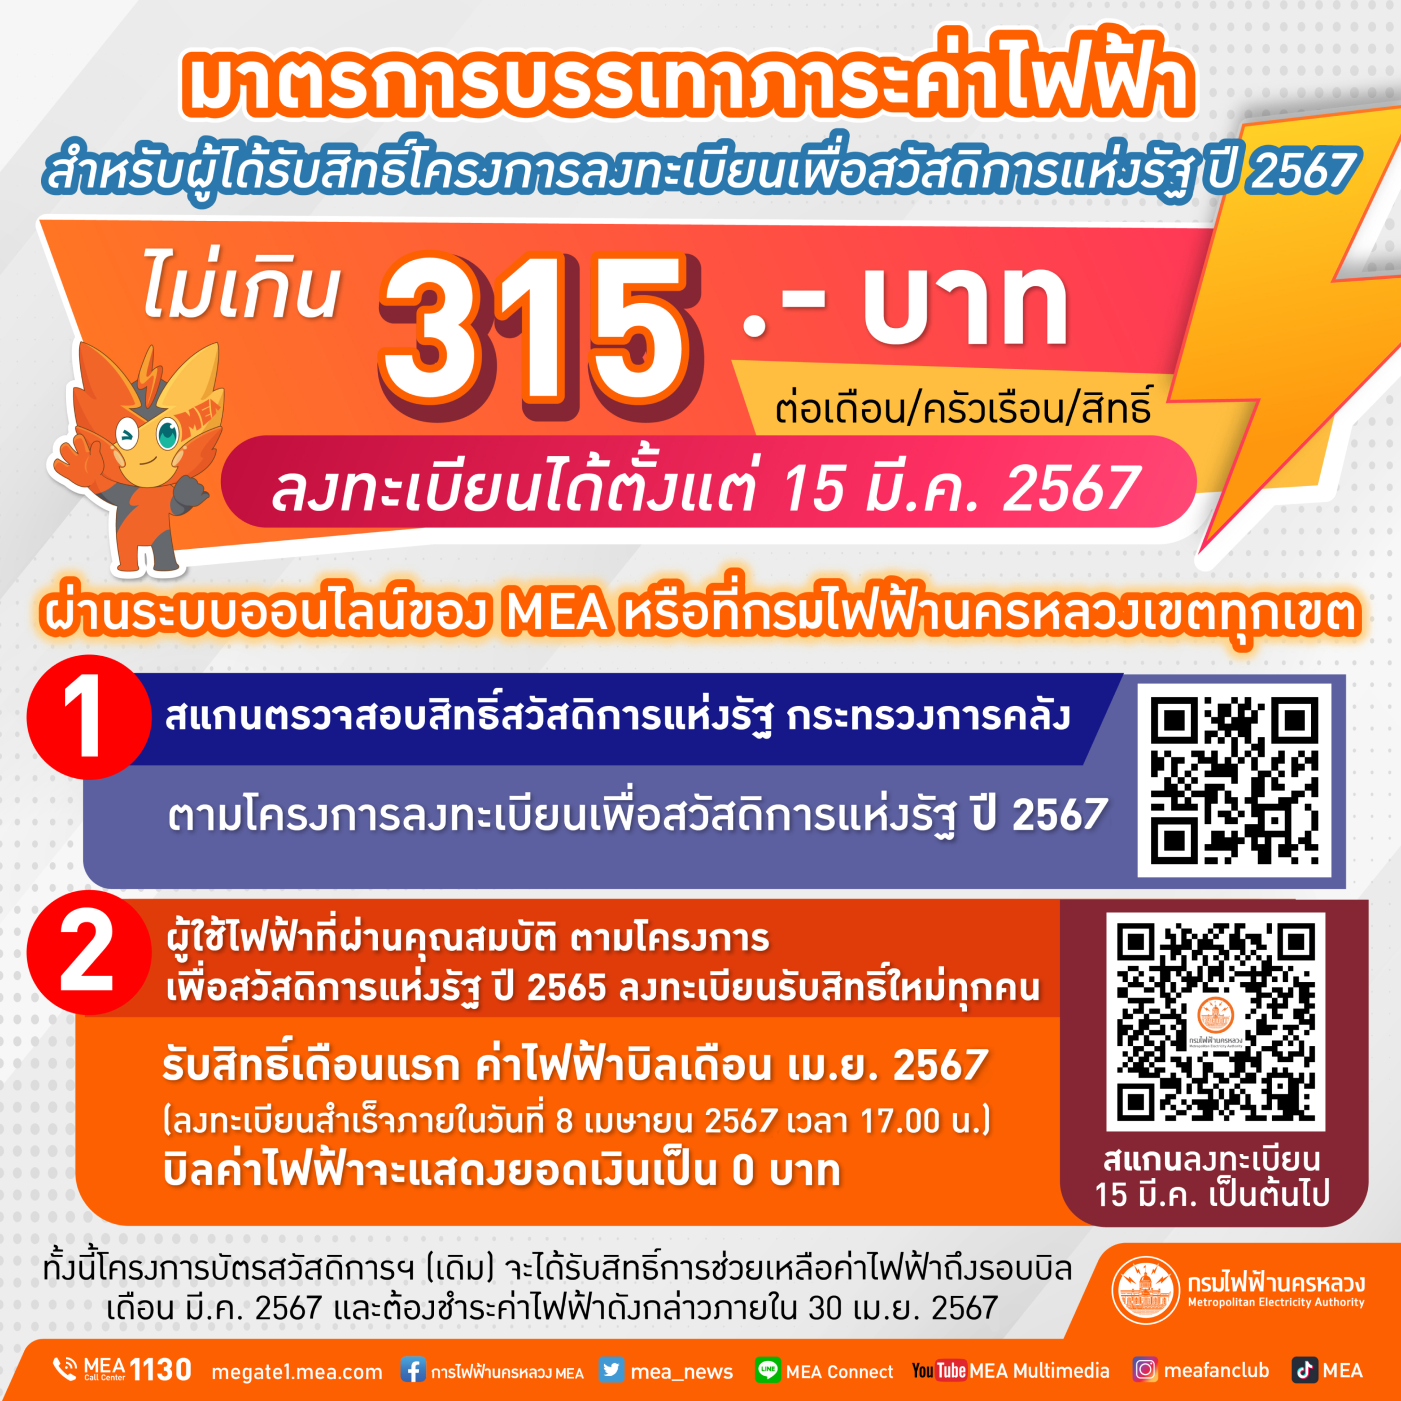 มาตรการบรรเทาภาระค่าไฟฟ้า
สำหรับผู้ได้รับสิทธิ์โครงการลงทะเบียนเพื่อสวัสดิการแห่งรัฐ ปี 2567
ไม่เกิน 315 .- บาท
ต่อเดือน/ครัวเรือน/สิทธิ์
MEA
ลงทะเบียนได้ตั้งแต่ 15 มี.ค. 2567
ผ่านระบบออนไลน์ของ MEA หรือที่กรมไฟฟ้านครหลวงเขตทุกเขต
1
สแกนตรวจสอบสิทธิ์สวัสดิการแห่งรัฐ กระทรวงการคลัง
ตามโครงการลงทะเบียนเพื่อสวัสดิการแห่งรัฐ ปี 2567
2
ผู้ใช้ไฟฟ้าที่ผ่านคุณสมบัติ ตามโครงการ
เพื่อสวัสดิการแห่งรัฐ ปี 2565 ลงทะเบียนรับสิทธิ์ใหม่ทุกคน
รับสิทธิ์เดือนแรก ค่าไฟฟ้าบิลเดือน เม.ย. 2567
(ลงทะเบียนสำเร็จภายในวันที่ 8 เมษายน 2567 เวลา 17.00 น.)
บิลค่าไฟฟ้าจะแสดงยอดเงินเป็น 0 บาท
กรมไฟฟ้านครหลวง
Metropolitan Electricity Authority
สแกนลงทะเบียน
15 มี.ค. เป็นต้นไป
ทั้งนี้โครงการบัตรสวัสดิการฯ (เดิม) จะได้รับสิทธิ์การช่วยเหลือค่าไฟฟ้าถึงรอบบิล
เดือน มี.ค. 2567 และต้องชำระค่าไฟฟ้าดังกล่าวภายใน 30 เม.ย. 2567
กรมไฟฟ้านครหลวง
Metropolitan Electricity Authority
MEA Call Center 1130 megate1.mea.com การไฟฟ้านครหลวง MEA mea_news LINE MEA Connect YouTube MEA Multimedia meafanclub MEA